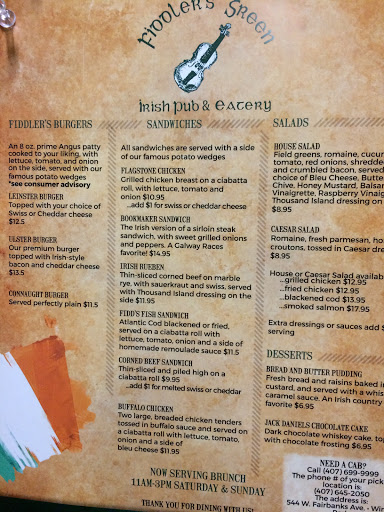 Fiddler's Green
Irish Pub & Eatery
FIDDLER'S BURGERS
An 8 oz. prime Angus patty
cooked to your liking, with
lettuce, tomato, and onion
on the side, served with our
famous potato wedges
*see consumer advisory
LEINSTER BURGER
Topped with your choice of
Swiss or Cheddar cheese
$12.5
ULSTER BURGER
Our premium burger
topped with Irish-style
bacon and cheddar cheese
$13.5
CONNAUGHT BURGER
Served perfectly plain $11.5
SANDWICHES
All sandwiches are served with a side
of our famous potato wedges
FLAGSTONE CHICKEN
Grilled chicken breast on a ciabatta
roll, with lettuce, tomato and
onion $10.95
...add $1 for swiss or cheddar cheese
BOOKMAKER SANDWICH
The Irish version of a sirloin steak
sandwich, with sweet grilled onions
and peppers. A Galway Races
favorite! $14.95
IRISH RUEBEN
Thin-sliced corned beef on marble
rye, with sauerkraut and swiss, served
with Thousand Island dressing on the
side $11.95
FIDD'S FISH SANDWICH
Atlantic Cod blackened or fried,
served on a ciabatta roll with
lettuce, tomato, onion and a side of
homemade remoulade sauce $11.5
CORNED BEEF SANDWICH
Thin-sliced and piled high on a
ciabatta roll $9.95
...add $1 for melted swiss or cheddar
BUFFALO CHICKEN
Two large, breaded chicken tenders
tossed in buffalo sauce and served on
a ciabatta roll with lettuce, tomato,
onion and a side of
bleu cheese $11.95
NOW SERVING BRUNCH
11AM-3PM SATURDAY & SUNDAY
THANK YOU FOR DINING WITH US!
SALADS
HOUSE SALAD
Field greens, romaine, cucu
tomato, red onions, shredded
and crumbled bacon, served
choice of Bleu Cheese, Butte
Chive, Honey Mustard, Balsam
Vinaigrette, Raspberry Vinaig
Thousand Island dressing on
$8.95
CAESAR SALAD
Romaine, fresh parmesan, ho
croutons, tossed in Caesar dre
$8.95
House or Caesar Salad availab
...grilled chicken $12.95
...fried chicken $12.95
...blackened cod $13.95
...smoked salmon $17.95
Extra dressings or sauces add
serving
DESSERTS
BREAD AND BUTTER PUDDING
Fresh bread and raisins baked i
custard, and served with a whis
caramel sauce. An Irish country
favorite $6.95
JACK DANIELS CHOCOLATE CAKE
Dark chocolate whiskey cake, top
with chocolate frosting $6.95
NEED A CAB?
Call (407) 699-9999
The phone # of your pick
location is:
(407) 645-2050
The address is:
544 W. Fairbanks Ave. - Win